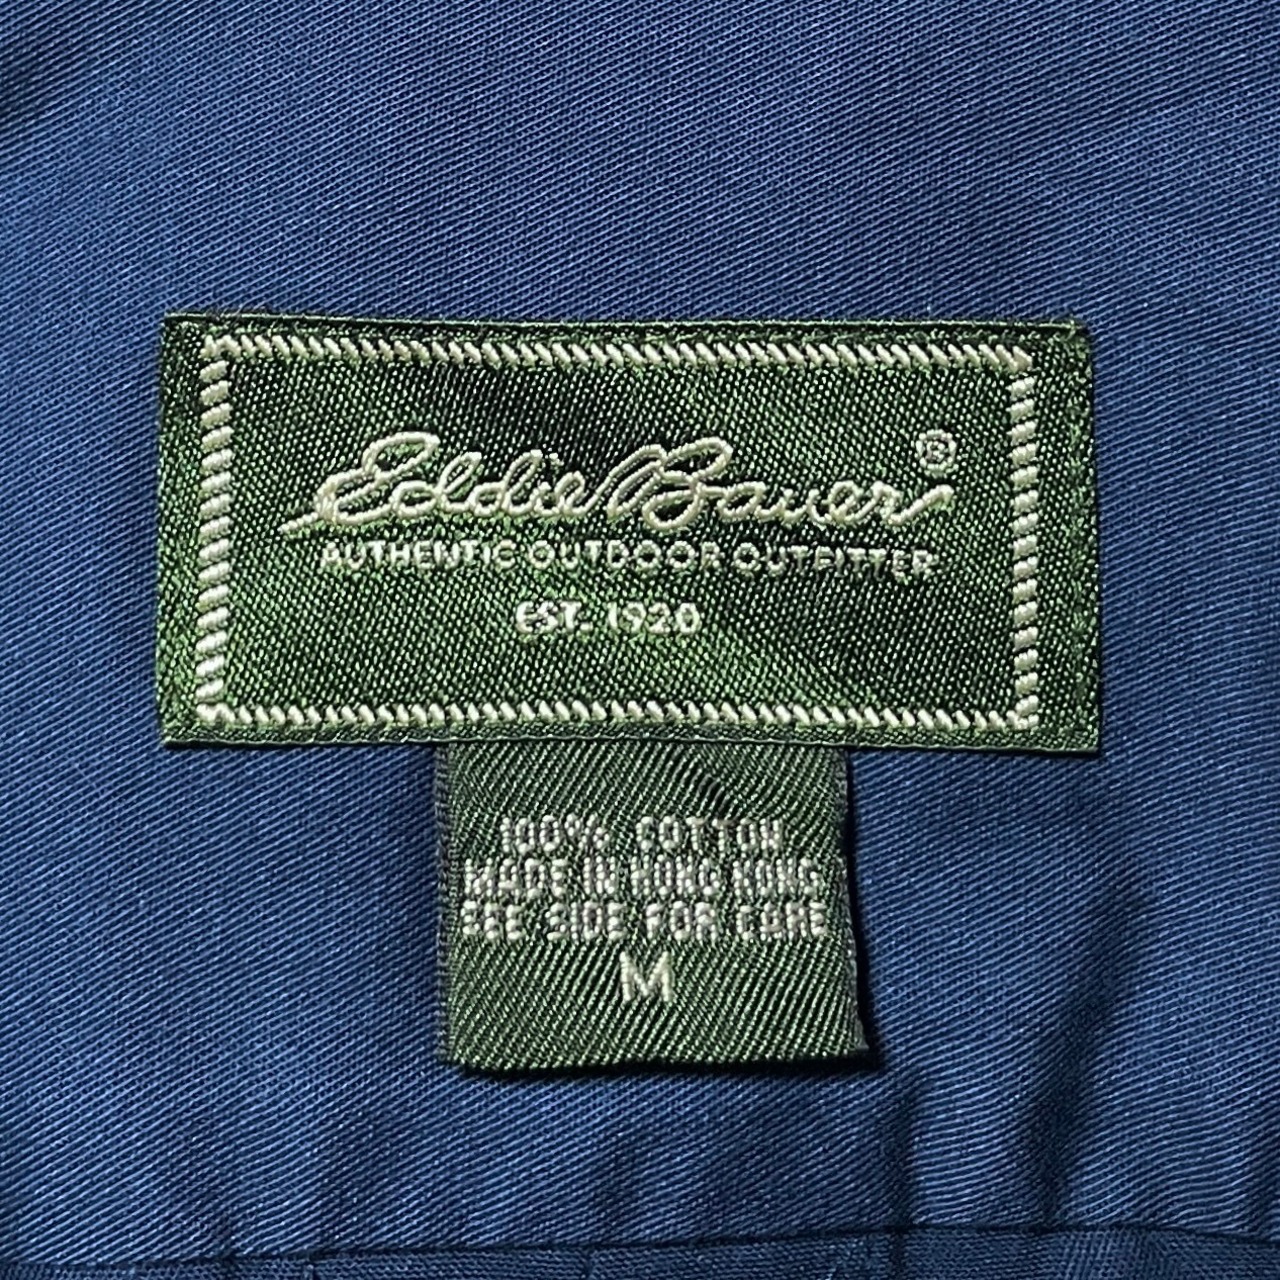 Eddie Bauer®
AUTHENTIC OUTDOOR OUTFITTER
EST. 1920
100% COTTON
MADE IN HONG KONG
SEE SIDE FOR CARE
M